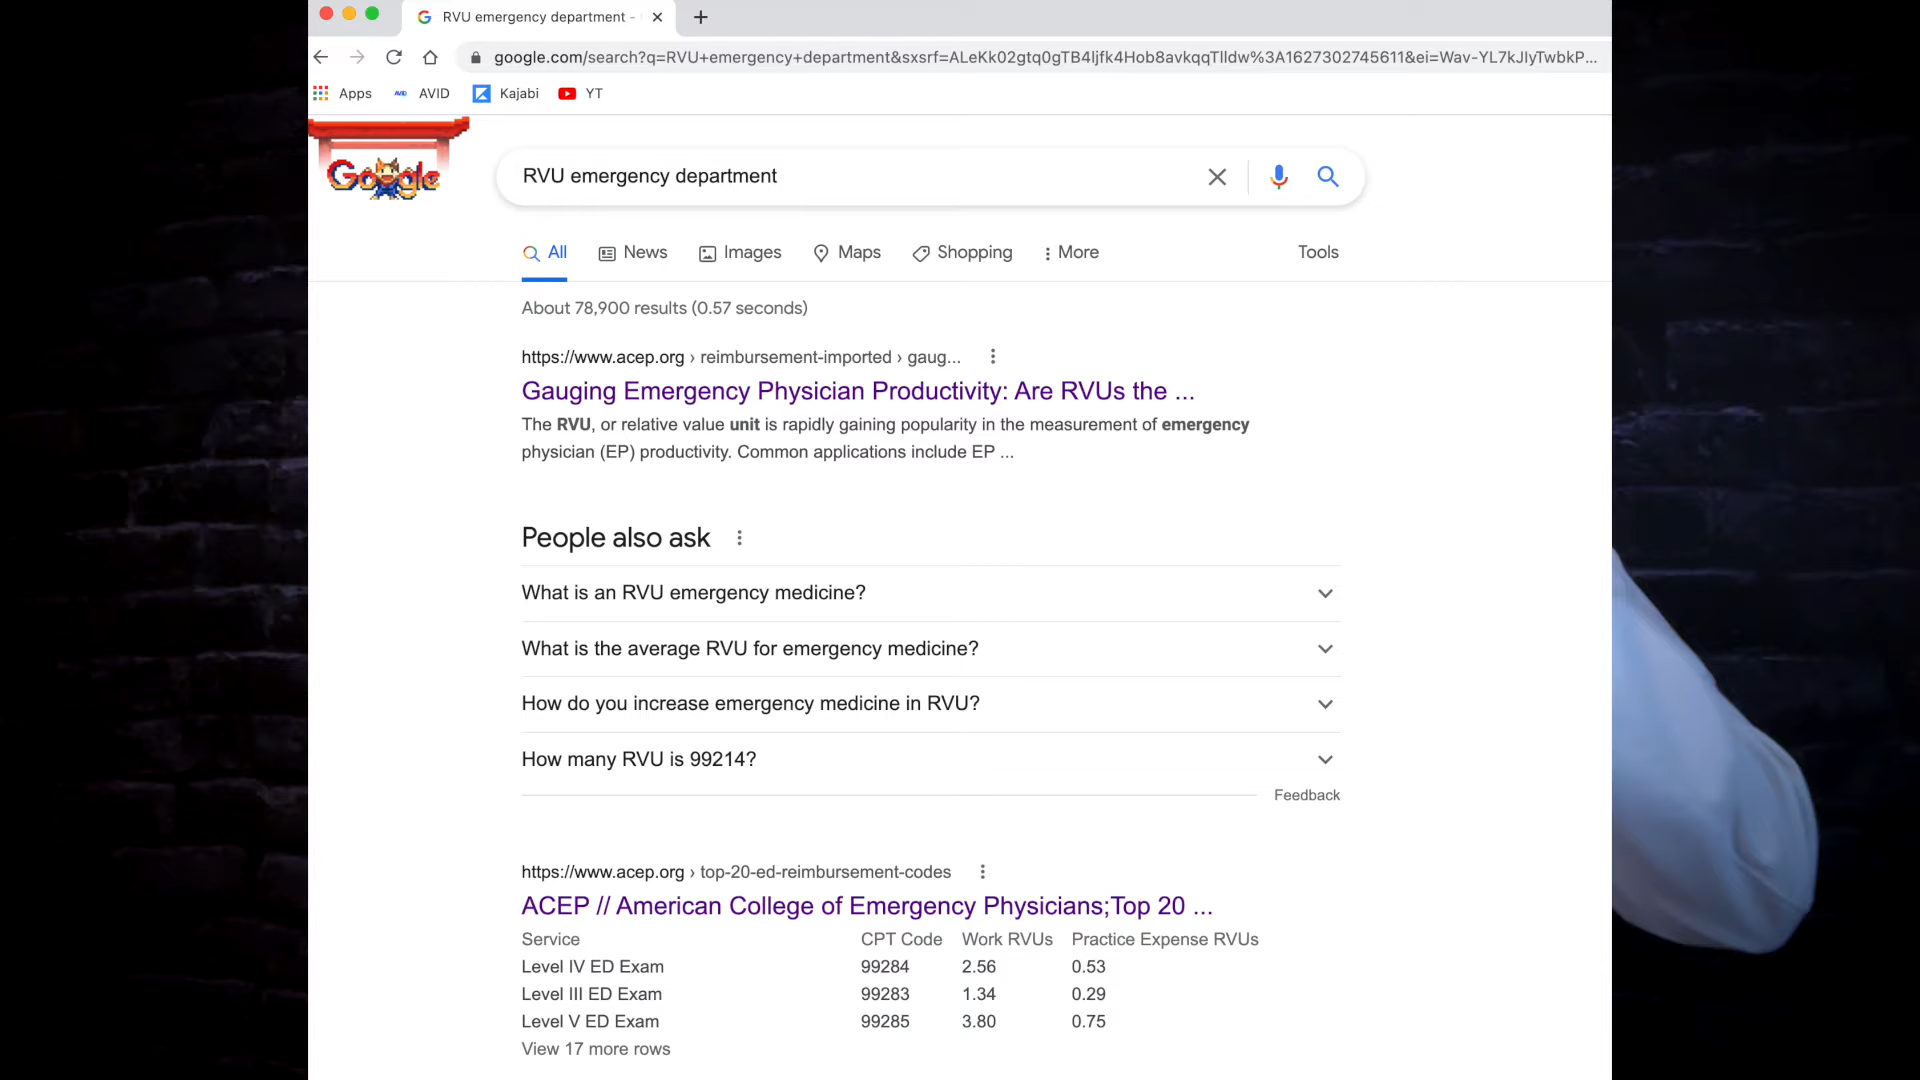 RVU emergency department -
google.com/search?q=RVU+emergency+department&sxsrf=ALeKk02gtq0gTB4ljfk4Hob8avkqqTlldw%3A1627302745611&ei=Wav-YL7kJIyTwbkP...
Apps AVID AVID Kajabi YT
Google
RVU emergency department
All News Images Maps Shopping More Tools
About 78,900 results (0.57 seconds)
https://www.acep.org › reimbursement-imported › gaug...
Gauging Emergency Physician Productivity: Are RVUs the ...
The RVU, or relative value unit is rapidly gaining popularity in the measurement of emergency
physician (EP) productivity. Common applications include EP ...
People also ask
What is an RVU emergency medicine?
What is the average RVU for emergency medicine?
How do you increase emergency medicine in RVU?
How many RVU is 99214?
Feedback
https://www.acep.org › top-20-ed-reimbursement-codes
ACEP // American College of Emergency Physicians;Top 20 ...
Service CPT Code Work RVUs Practice Expense RVUs
Level IV ED Exam 99284 2.56 0.53
Level III ED Exam 99283 1.34 0.29
Level V ED Exam 99285 3.80 0.75
View 17 more rows